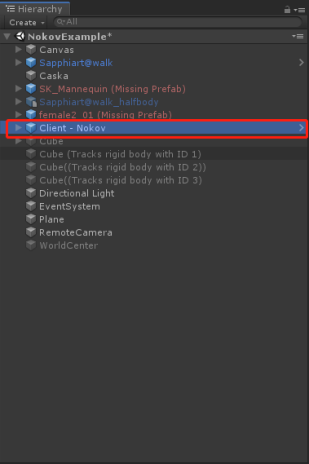 Hierarchy
Create
NokovExample*
Canvas
Sapphiart@walk
Caska
SK_Mannequin (Missing Prefab)
Sapphiart@walk_halfbody
female2_01 (Missing Prefab)
Client - Nokov
Cube
Cube (Tracks rigid body with ID 1)
Cube((Tracks rigid body with ID 2))
Cube((Tracks rigid body with ID 3)
Directional Light
EventSystem
Plane
RemoteCamera
WorldCenter